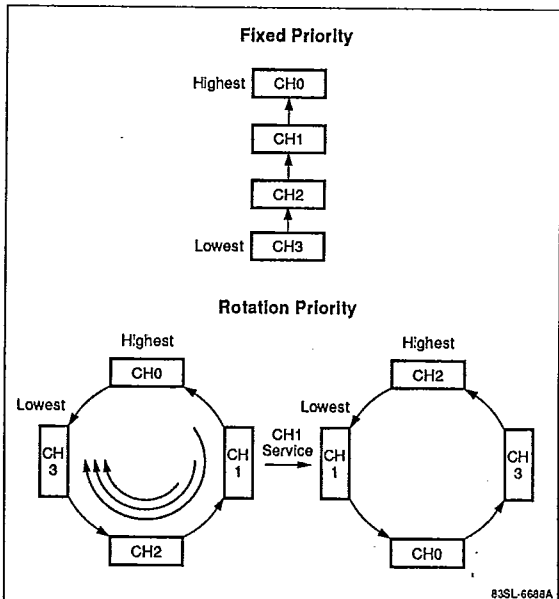 Fixed Priority
Highest
CH0
CH1
CH2
Lowest
CH3
Rotation Priority
Highest
CH0
Lowest
CH
3
CH
1
CH2
CH1
Service
Highest
CH2
Lowest
CH
1
CH
3
CH0
83SL-6688A